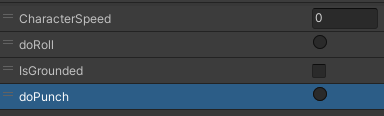 CharacterSpeed 0
doRoll
IsGrounded
doPunch